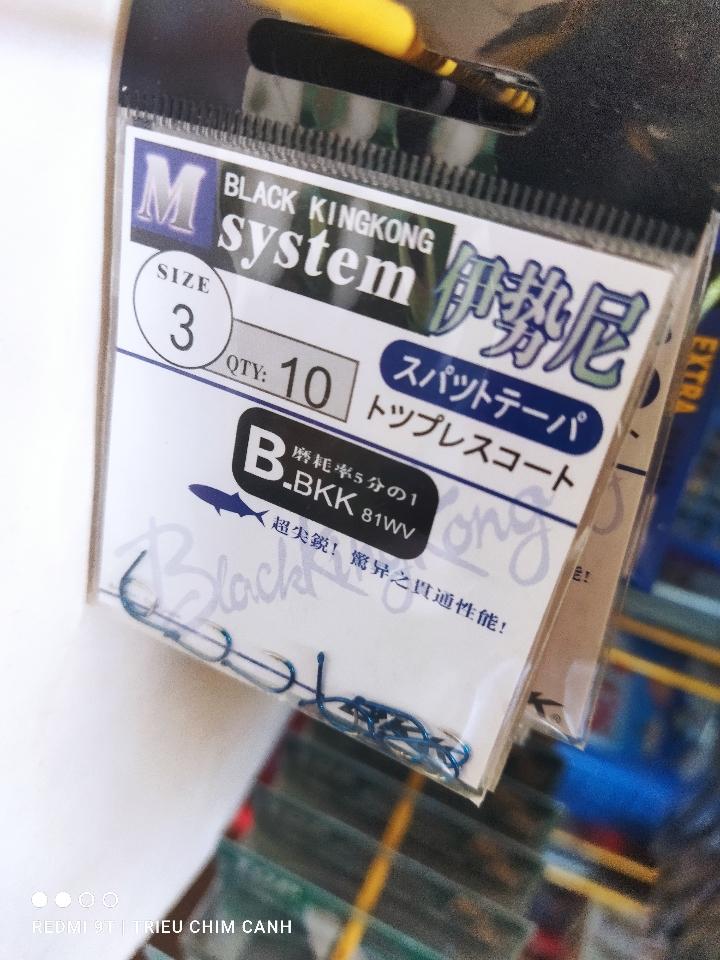 M
BLACK KINGKONG
system
伊勢尼
SIZE
3
QTY: 10
スパットテーパ
トップレスコート
B.BKK 81WV
磨耗率5分の1
超尖鋭! 驚异之貫通性能!
BlackKingKong
EXTRA
REDMI 9T | TRIEU CHIM CANH